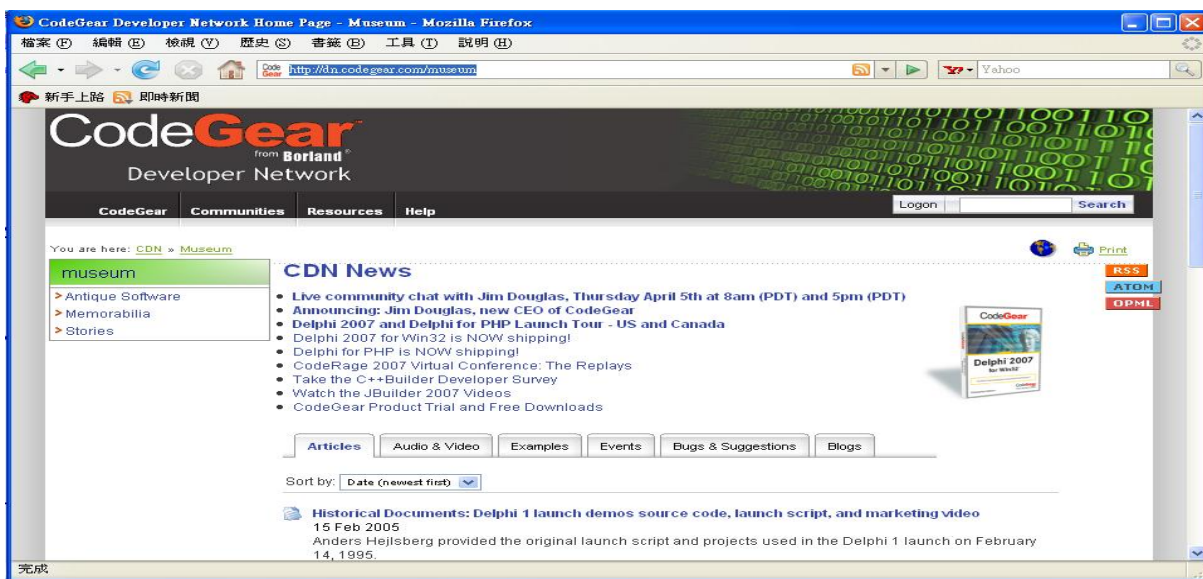 CodeGear Developer Network Home Page - Museum - Mozilla Firefox
檔案(F) 編輯(E) 檢視(V) 歷史(S) 書籤(B) 工具(T) 說明(H)
http://dn.codegear.com/museum
Yahoo
新手上路 即時新聞
CodeGear
from Borland®
Developer Network
CodeGear Communities Resources Help
Logon Search
You are here: CDN » Museum
Print
museum
Antique Software
Memorabilia
Stories
CDN News
Live community chat with Jim Douglas, Thursday April 5th at 8am (PDT) and 5pm (PDT)
Announcing: Jim Douglas, new CEO of CodeGear
Delphi 2007 and Delphi for PHP Launch Tour - US and Canada
Delphi 2007 for Win32 is NOW shipping!
Delphi for PHP is NOW shipping!
CodeRage 2007 Virtual Conference: The Replays
Take the C++Builder Developer Survey
Watch the JBuilder 2007 Videos
CodeGear Product Trial and Free Downloads
RSS
ATOM
OPML
CodeGear
Delphi 2007
for Win32
Articles Audio & Video Examples Events Bugs & Suggestions Blogs
Sort by: Date (newest first)
Historical Documents: Delphi 1 launch demos source code, launch script, and marketing video
15 Feb 2005
Anders Hejlsberg provided the original launch script and projects used in the Delphi 1 launch on February
14, 1995.
完成